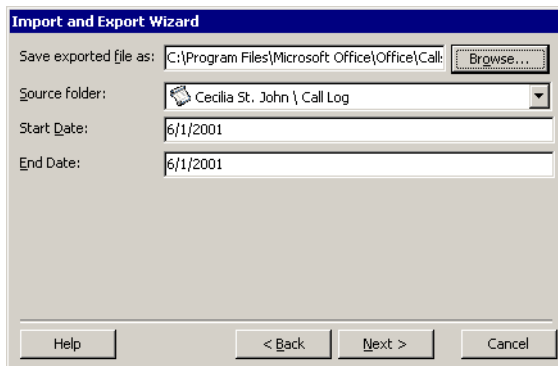 Import and Export Wizard
Save exported file as: C:\Program Files\Microsoft Office\Office\Call Browse...
Source folder: Cecilia St. John \ Call Log
Start Date: 6/1/2001
End Date: 6/1/2001
Help < Back Next > Cancel